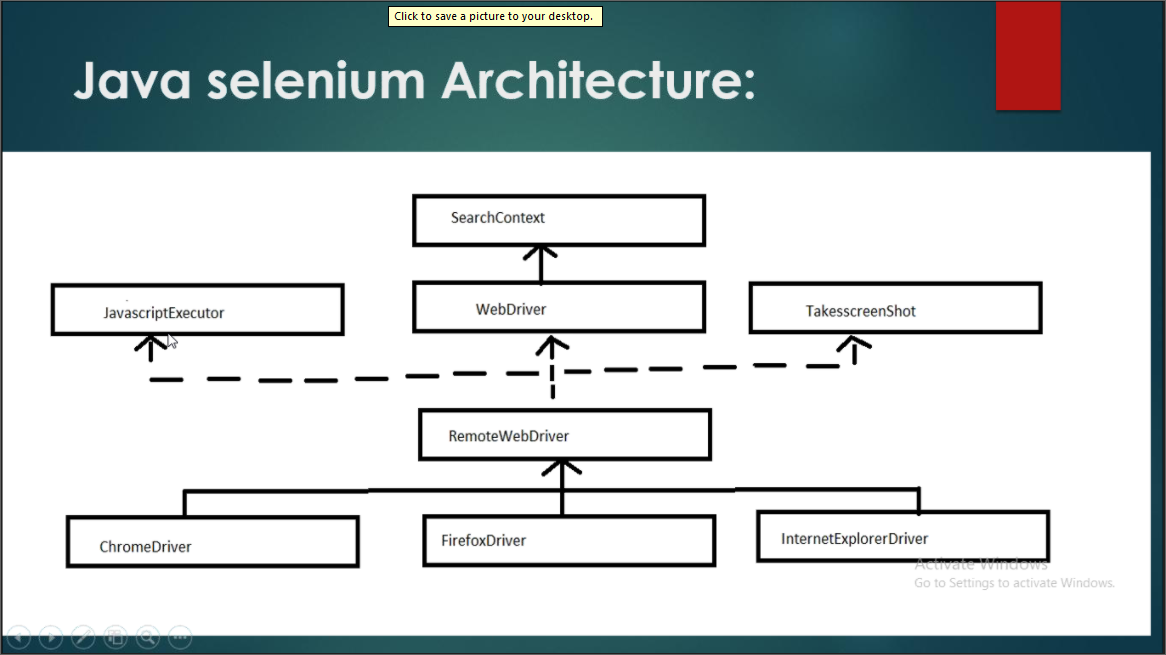 Click to save a picture to your desktop.
Java selenium Architecture:
SearchContext
JavascriptExecutor
WebDriver
TakesscreenShot
RemoteWebDriver
ChromeDriver
FirefoxDriver
InternetExplorerDriver
Activate Windows
Go to Settings to activate Windows.